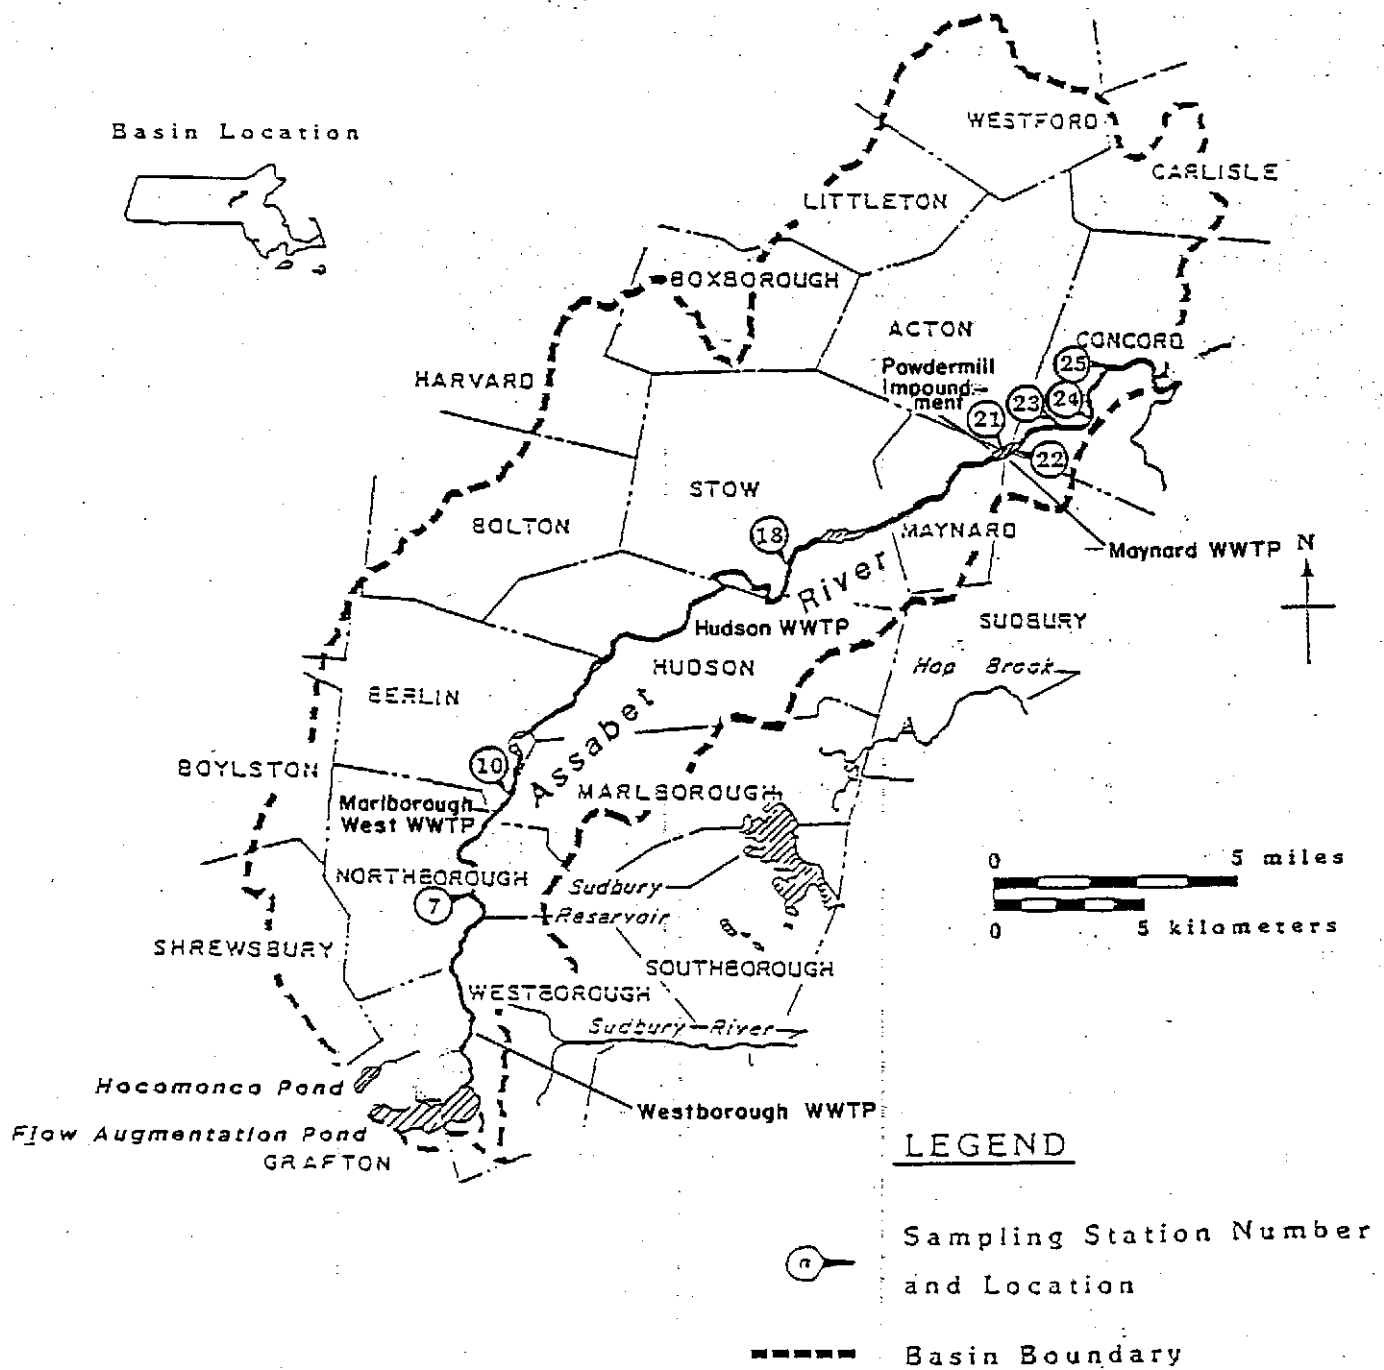 Basin Location
WESTFORD
CARLISLE
LITTLETON
BOXBOROUGH
ACTON
CONCORD
25
Powdermill
Impound-
ment
23
24
21
22
HARVARD
STOW
BOLTON
18
MAYNARD
Maynard WWTP
N
Assabet River
Hudson WWTP
SUDBURY
HUDSON
Hop Brook
BERLIN
BOYLSTON
10
MARLBOROUGH
Marlborough
West WWTP
0 5 miles
0 5 kilometers
NORTHBOROUGH
7
Sudbury
Reservoir
SHREWSBURY
SOUTHBOROUGH
WESTBOROUGH
Sudbury River
Hocomonco Pond
Westborough WWTP
Flow Augmentation Pond
GRAFTON
LEGEND
n
Sampling Station Number
and Location
Basin Boundary